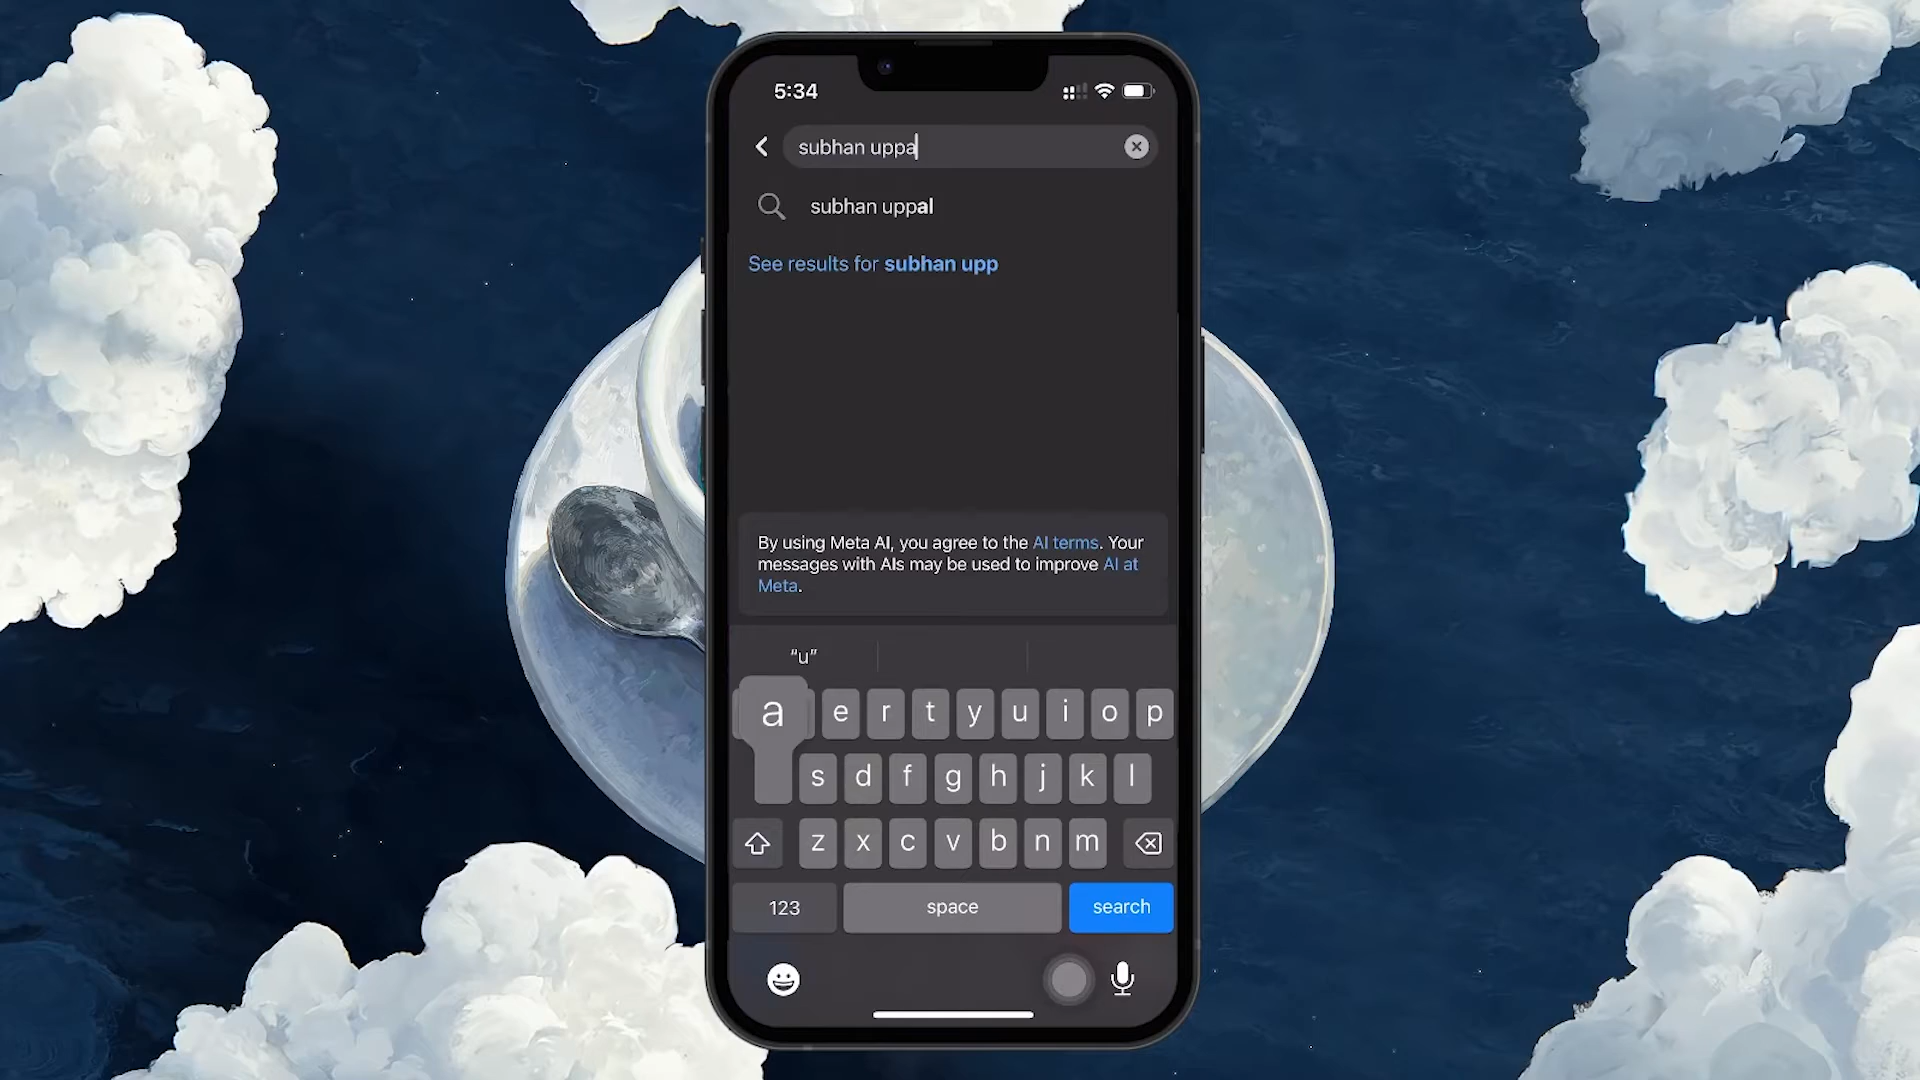 5:34
subhan uppa
subhan uppal
See results for subhan upp
By using Meta AI, you agree to the AI terms. Your
messages with AIs may be used to improve AI at
Meta.
“u”
a e r t y u i o p
s d f g h j k l
z x c v b n m
123 space search